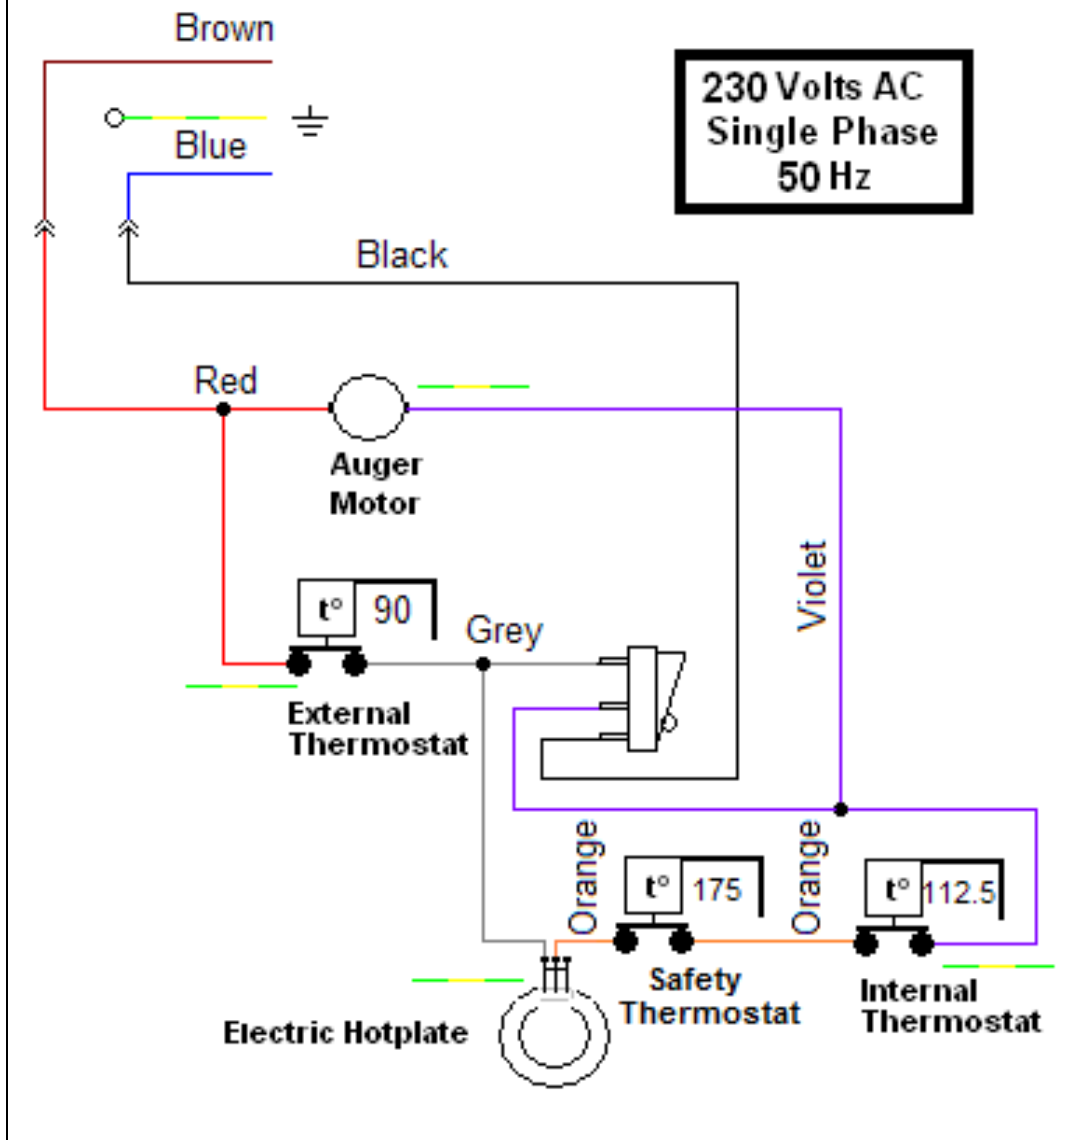 Brown
230 Volts AC
Single Phase
50 Hz
Blue
Black
Red
Auger
Motor
Violet
t° 90
Grey
External
Thermostat
Orange
Orange
t° 175
t° 112.5
Safety
Thermostat
Internal
Thermostat
Electric Hotplate